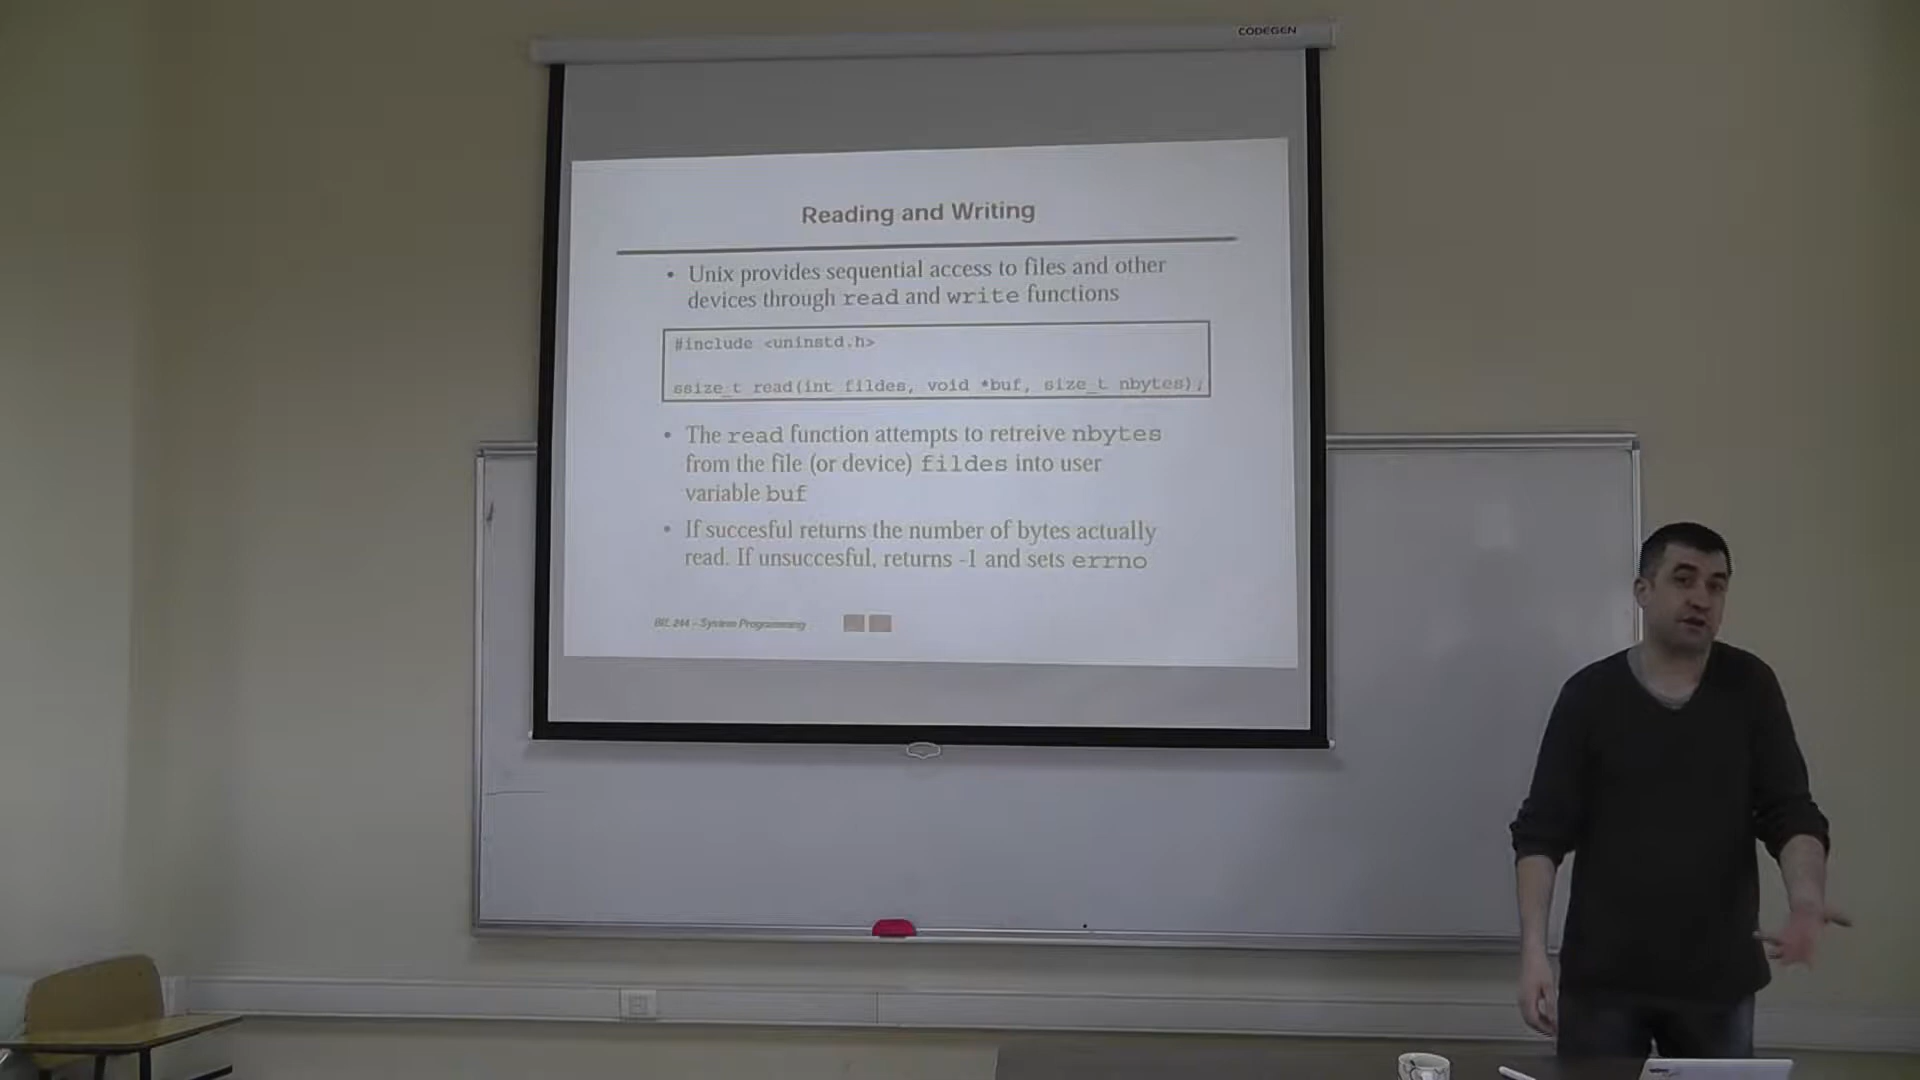 CODEGEN
Reading and Writing
• Unix provides sequential access to files and other
devices through read and write functions
#include <uninstd.h>
ssize_t read(int fildes, void *buf, size_t nbytes);
• The read function attempts to retreive nbytes
from the file (or device) fildes into user
variable buf
• If succesful returns the number of bytes actually
read. If unsuccesful, returns -1 and sets errno
BIL 244 - System Programming